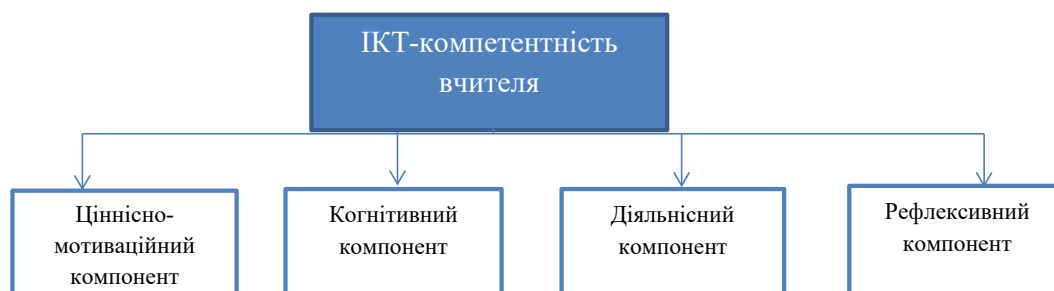 ІКТ-компетентність
вчителя
Ціннісно-
мотиваційний
компонент
Когнітивний
компонент
Діяльнісний
компонент
Рефлексивний
компонент